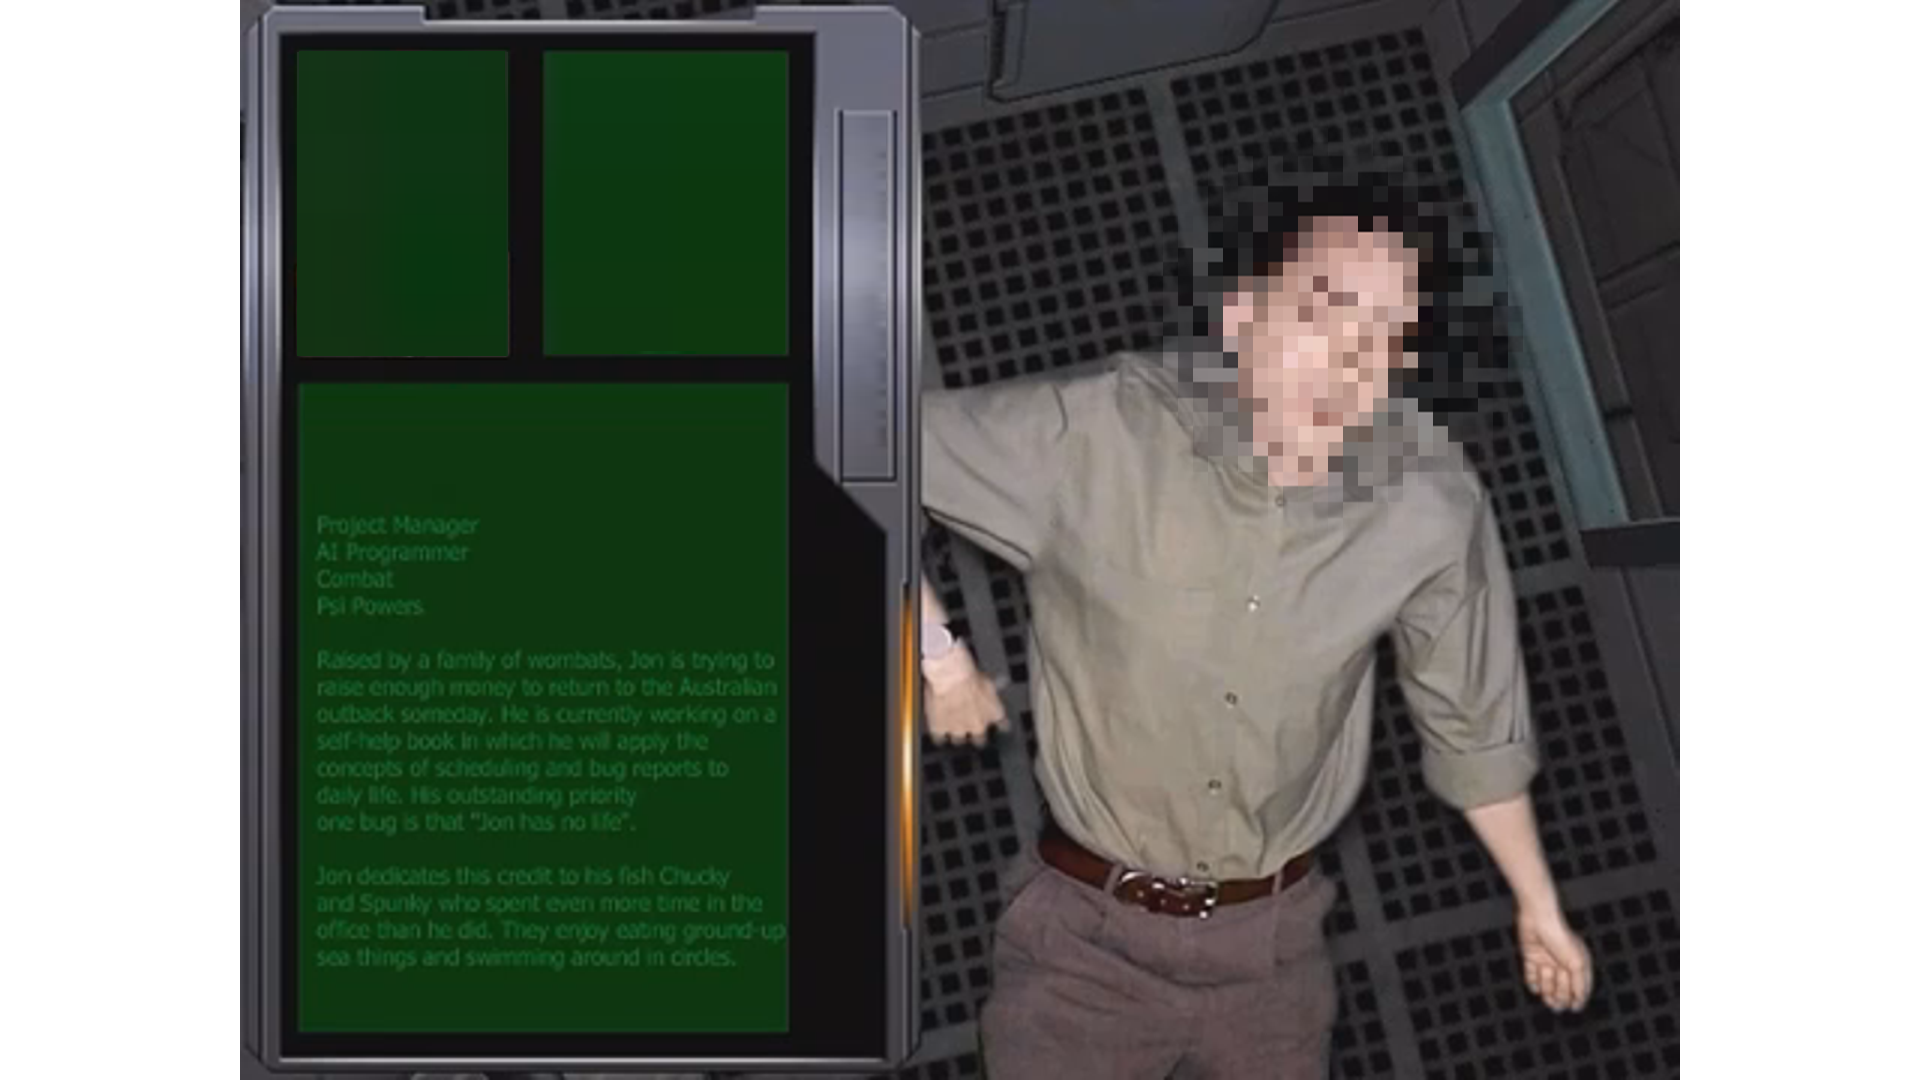 Project Manager
AI Programmer
Combat
Psi Powers
Raised by a family of wombats, Jon is trying to
raise enough money to return to the Australian
outback someday. He is currently working on a
self-help book in which he will apply the
concepts of scheduling and bug reports to
daily life. His outstanding priority
one bug is that "Jon has no life".
Jon dedicates this credit to his fish Chucky
and Spunky who spent even more time in the
office than he did. They enjoy eating ground-up
sea things and swimming around in circles.